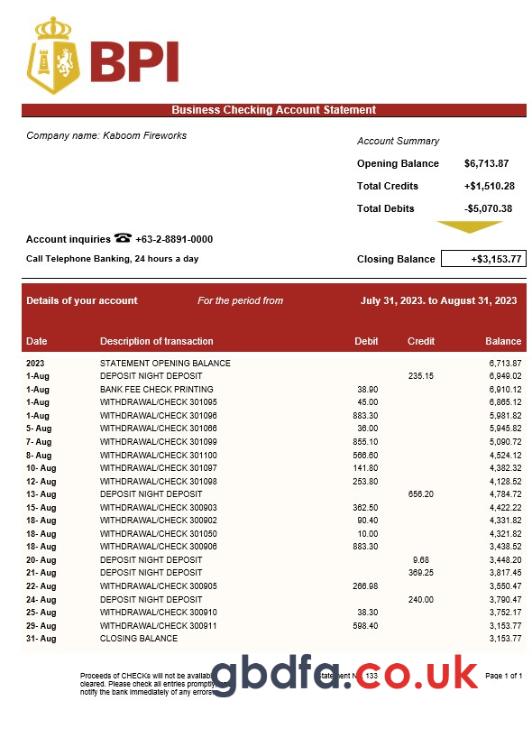 BPI
Business Checking Account Statement
Company name: Kaboom Fireworks
Account Summary
Opening Balance $6,713.87
Total Credits +$1,510.28
Total Debits -$5,070.38
Account inquiries ☎ +63-2-8891-0000
Call Telephone Banking, 24 hours a day
Closing Balance +$3,153.77
Details of your account For the period from July 31, 2023. to August 31, 2023
Date Description of transaction Debit Credit Balance
2023 STATEMENT OPENING BALANCE 6,713.87
1-Aug DEPOSIT NIGHT DEPOSIT 235.15 6,949.02
1-Aug BANK FEE CHECK PRINTING 38.90 6,910.12
1-Aug WITHDRAWAL/CHECK 301095 45.00 6,865.12
1-Aug WITHDRAWAL/CHECK 301096 883.30 5,981.82
5- Aug WITHDRAWAL/CHECK 301066 36.00 5,945.82
7- Aug WITHDRAWAL/CHECK 301099 855.10 5,090.72
8- Aug WITHDRAWAL/CHECK 301100 566.60 4,524.12
10- Aug WITHDRAWAL/CHECK 301097 141.80 4,382.32
12- Aug WITHDRAWAL/CHECK 301098 253.80 4,128.52
13- Aug DEPOSIT NIGHT DEPOSIT 656.20 4,784.72
15- Aug WITHDRAWAL/CHECK 300903 362.50 4,422.22
18- Aug WITHDRAWAL/CHECK 300902 90.40 4,331.82
18- Aug WITHDRAWAL/CHECK 301050 10.00 4,321.82
18- Aug WITHDRAWAL/CHECK 300906 883.30 3,438.52
20- Aug DEPOSIT NIGHT DEPOSIT 9.68 3,448.20
21- Aug DEPOSIT NIGHT DEPOSIT 369.25 3,817.45
22- Aug WITHDRAWAL/CHECK 300905 266.98 3,550.47
24- Aug DEPOSIT NIGHT DEPOSIT 240.00 3,790.47
25- Aug WITHDRAWAL/CHECK 300910 38.30 3,752.17
29- Aug WITHDRAWAL/CHECK 300911 598.40 3,153.77
31- Aug CLOSING BALANCE 3,153.77
Proceeds of CHECKs will not be Statement 133 Page 1 of 1
cleared. Please check all entries
notify the bank immediately of any errors
gbdfa.co.uk